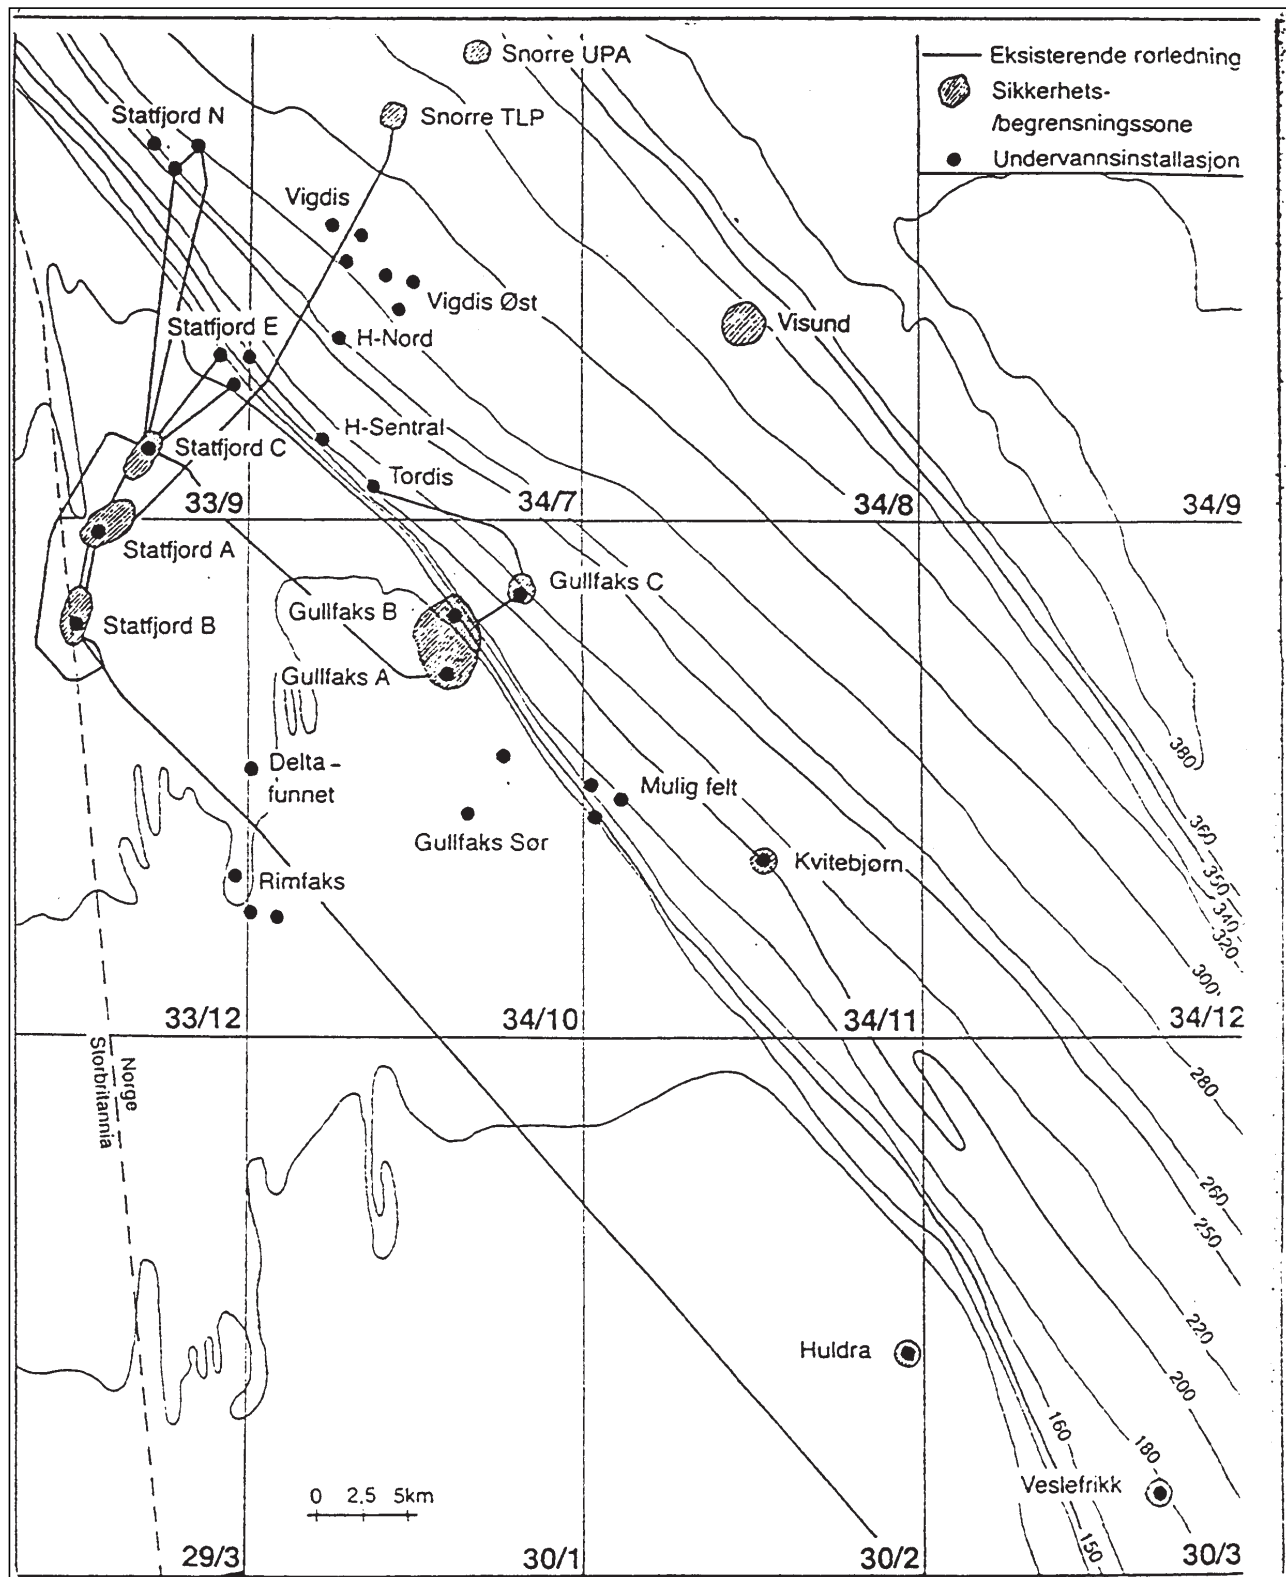 Snorre UPA
Eksisterende rørledning
Sikkerhets-
/begrensningssone
Undervannsinstallasjon
Statfjord N
Snorre TLP
Vigdis
Vigdis Øst
Statfjord E
H-Nord
Visund
H-Sentral
Statfjord C
Tordis
33/9
34/7
34/8
34/9
Statfjord A
Gullfaks C
Gullfaks B
Statfjord B
Gullfaks A
380
Delta-
funnet
Mulig felt
Gullfaks Sør
360
Kvitebjørn
350
Rimfaks
340
320
300
33/12
34/10
34/11
34/12
Norge
Storbritannia
280
260
250
220
Huldra
200
160
180
Veslefrikk
0 2.5 5km
150
29/3
30/1
30/2
30/3